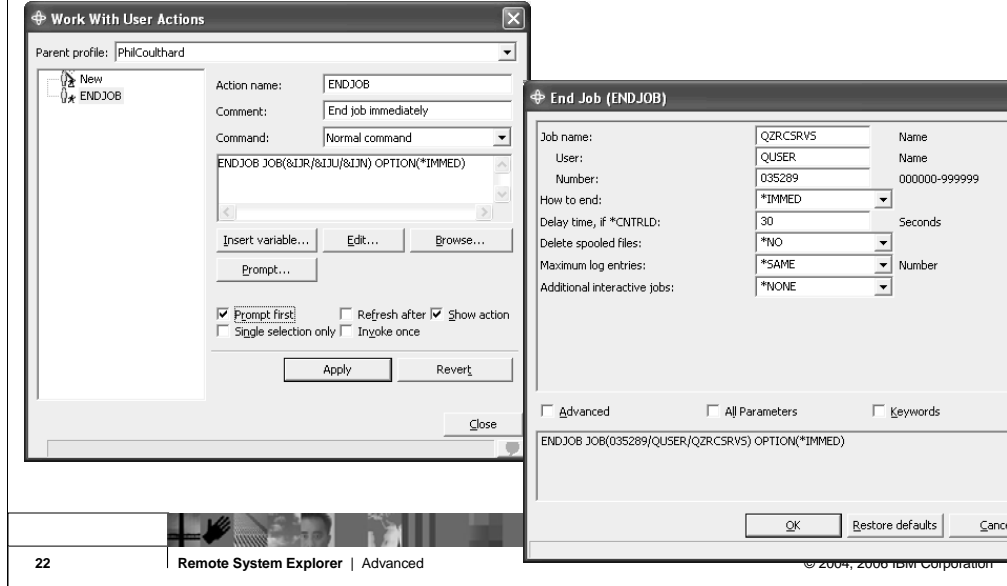 Work With User Actions
Parent profile: PhilCoulthard
New
ENDJOB
Action name: ENDJOB
Comment: End job immediately
Command: Normal command
ENDJOB JOB(&IJR/&IJU/&IJN) OPTION(*IMMED)
Insert variable... Edit... Browse...
Prompt...
Prompt first Refresh after Show action
Single selection only Invoke once
Apply Revert
Close
End Job (ENDJOB)
Job name: QZRCSRVS Name
User: QUSER Name
Number: 035289 000000-999999
How to end: *IMMED
Delay time, if *CNTRLD: 30 Seconds
Delete spooled files: *NO
Maximum log entries: *SAME Number
Additional interactive jobs: *NONE
Advanced All Parameters Keywords
ENDJOB JOB(035289/QUSER/QZRCSRVS) OPTION(*IMMED)
OK Restore defaults Canc
22 Remote System Explorer | Advanced © 2004, 2006 IBM Corporation